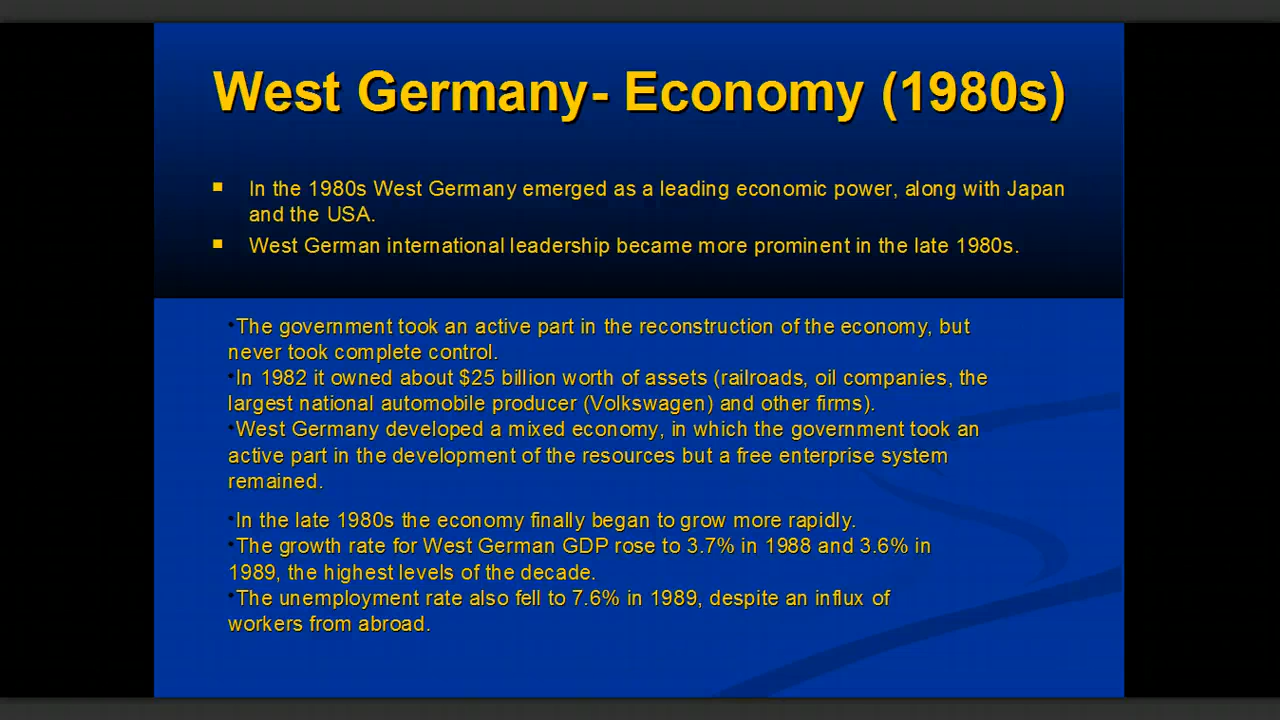 West Germany- Economy (1980s)
▪ In the 1980s West Germany emerged as a leading economic power, along with Japan
and the USA.
▪ West German international leadership became more prominent in the late 1980s.
•The government took an active part in the reconstruction of the economy, but
never took complete control.
•In 1982 it owned about $25 billion worth of assets (railroads, oil companies, the
largest national automobile producer (Volkswagen) and other firms).
•West Germany developed a mixed economy, in which the government took an
active part in the development of the resources but a free enterprise system
remained.
•In the late 1980s the economy finally began to grow more rapidly.
•The growth rate for West German GDP rose to 3.7% in 1988 and 3.6% in
1989, the highest levels of the decade.
•The unemployment rate also fell to 7.6% in 1989, despite an influx of
workers from abroad.